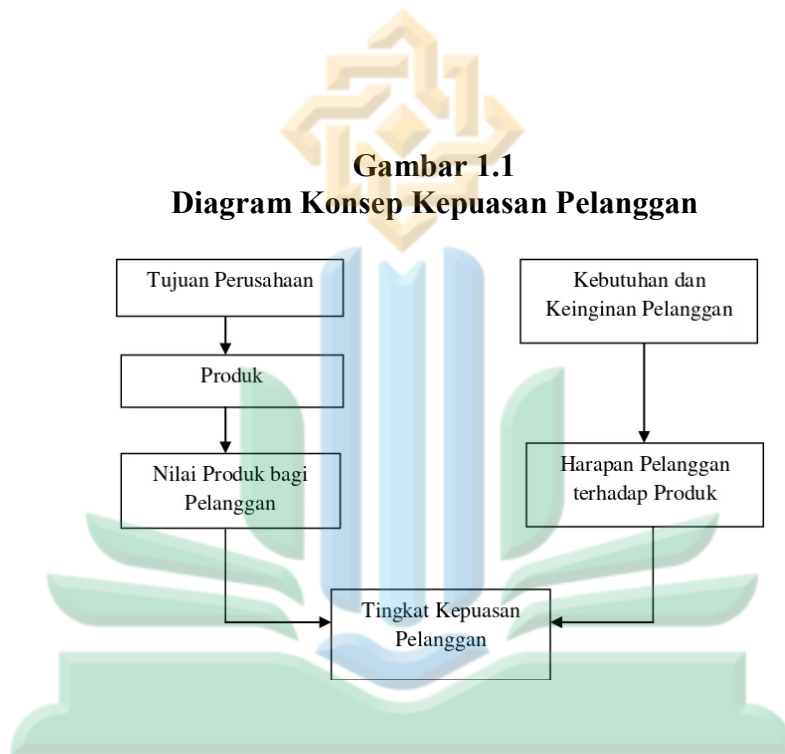 Gambar 1.1
Diagram Konsep Kepuasan Pelanggan
Tujuan Perusahaan
Produk
Nilai Produk bagi
Pelanggan
Kebutuhan dan
Keinginan Pelanggan
Harapan Pelanggan
terhadap Produk
Tingkat Kepuasan
Pelanggan